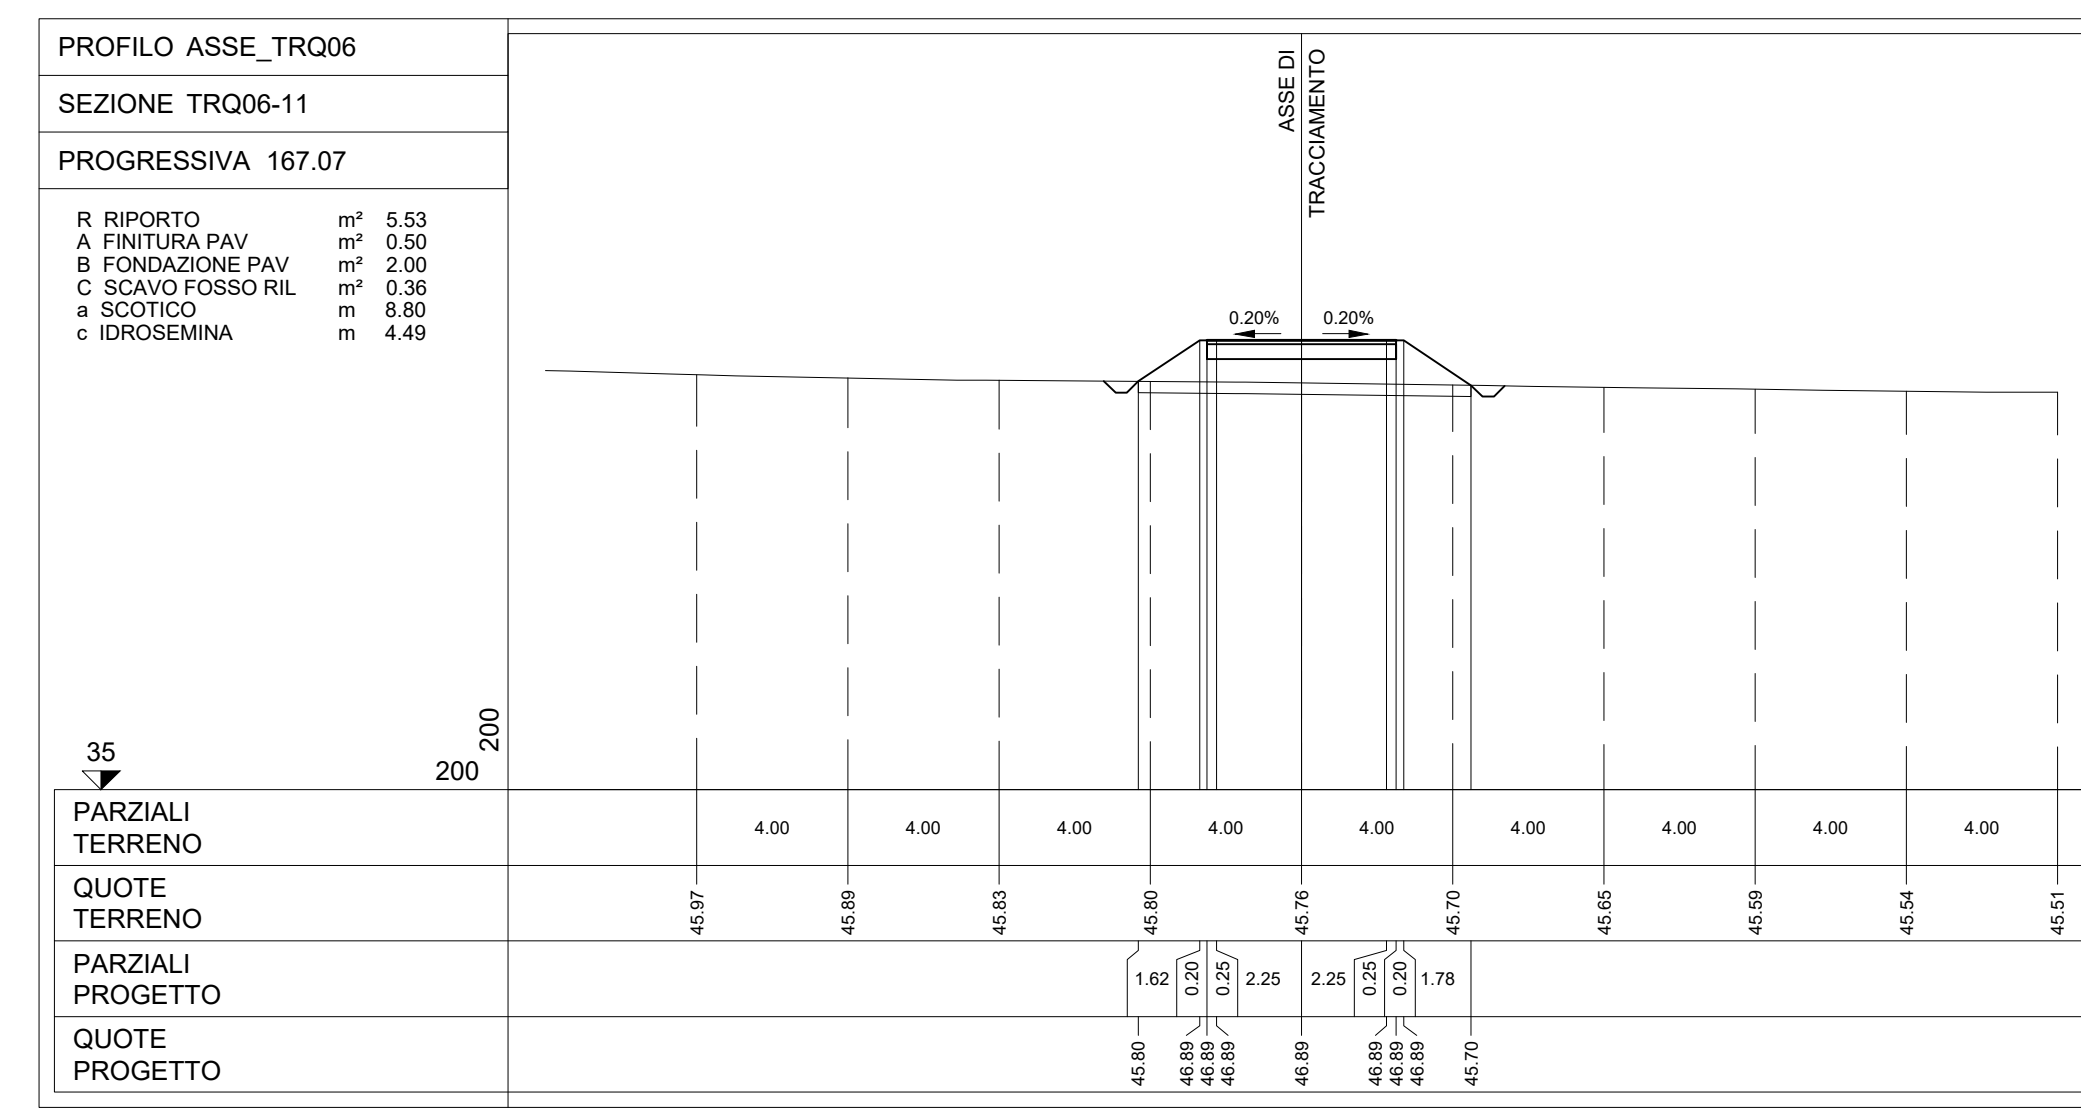 PROFILO ASSE_TRQ06
SEZIONE TRQ06-11
PROGRESSIVA 167.07
R RIPORTO m² 5.53
A FINITURA PAV m² 0.50
B FONDAZIONE PAV m² 2.00
C SCAVO FOSSO RIL m² 0.36
a SCOTICO m 8.80
c IDROSEMINA m 4.49
ASSE DI
TRACCIAMENTO
0.20% 0.20%
35
200
200
PARZIALI
TERRENO
4.00 4.00 4.00 4.00 4.00 4.00 4.00 4.00 4.00
QUOTE
TERRENO
45.97 45.89 45.83 45.80 45.76 45.70 45.65 45.59 45.54 45.51
PARZIALI
PROGETTO
1.62 0.20 0.25 2.25 2.25 0.25 0.20 1.78
QUOTE
PROGETTO
45.80 46.89 46.89 46.89 46.89 46.89 46.89 46.89 45.70